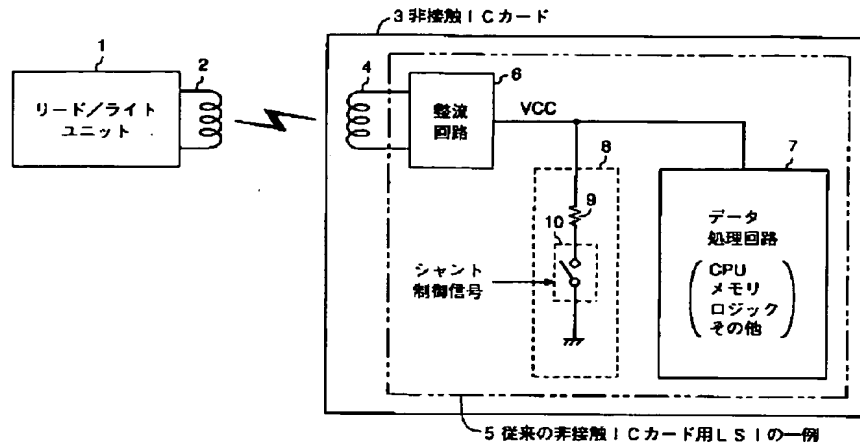 3 非接触ICカード
1
2
4
6
リード/ライト
ユニット
整流
回路
VCC
8
7
9
10
シャント
制御信号
データ
処理回路
CPU
メモリ
ロジック
その他
5 従来の非接触ICカード用LSIの一例